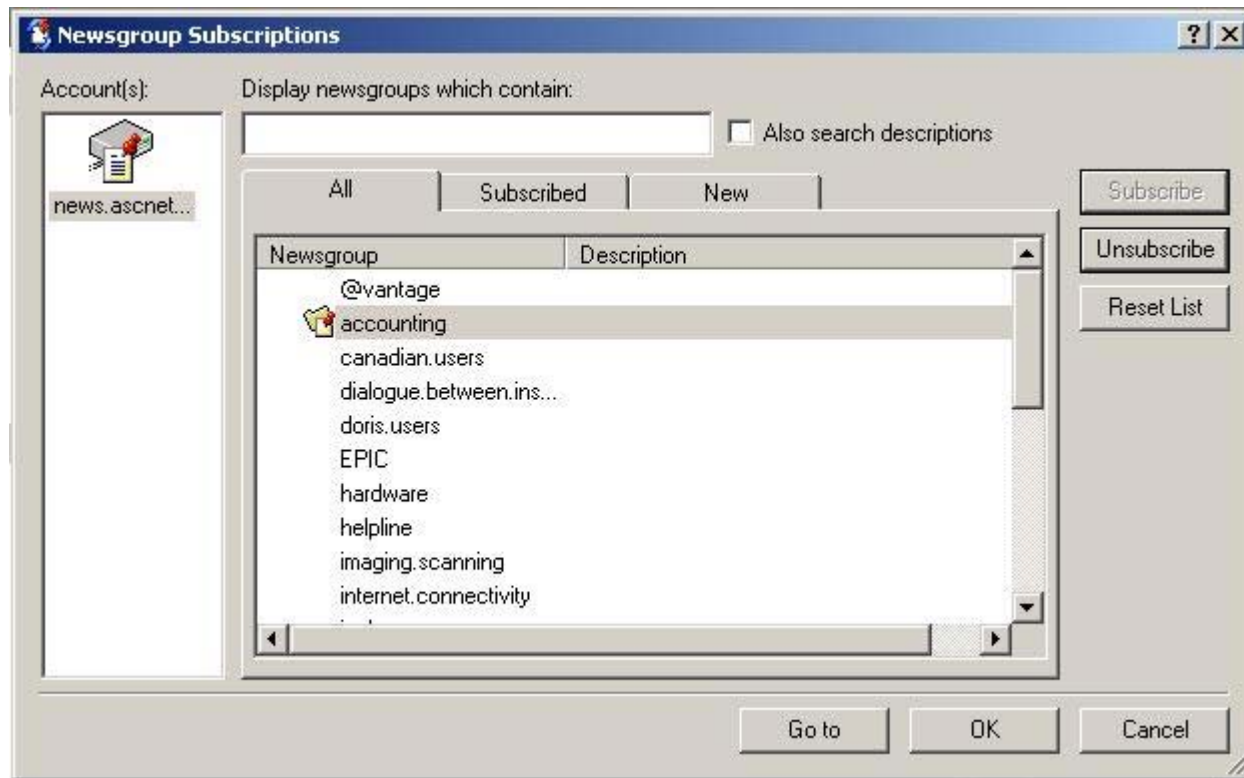 Newsgroup Subscriptions
Account(s):
Display newsgroups which contain:
Also search descriptions
news.ascnet...
All
Subscribed
New
Subscribe
Unsubscribe
Reset List
Newsgroup
Description
@vantage
accounting
canadian.users
dialogue.between.ins...
doris.users
EPIC
hardware
helpline
imaging.scanning
internet.connectivity
Go to
OK
Cancel